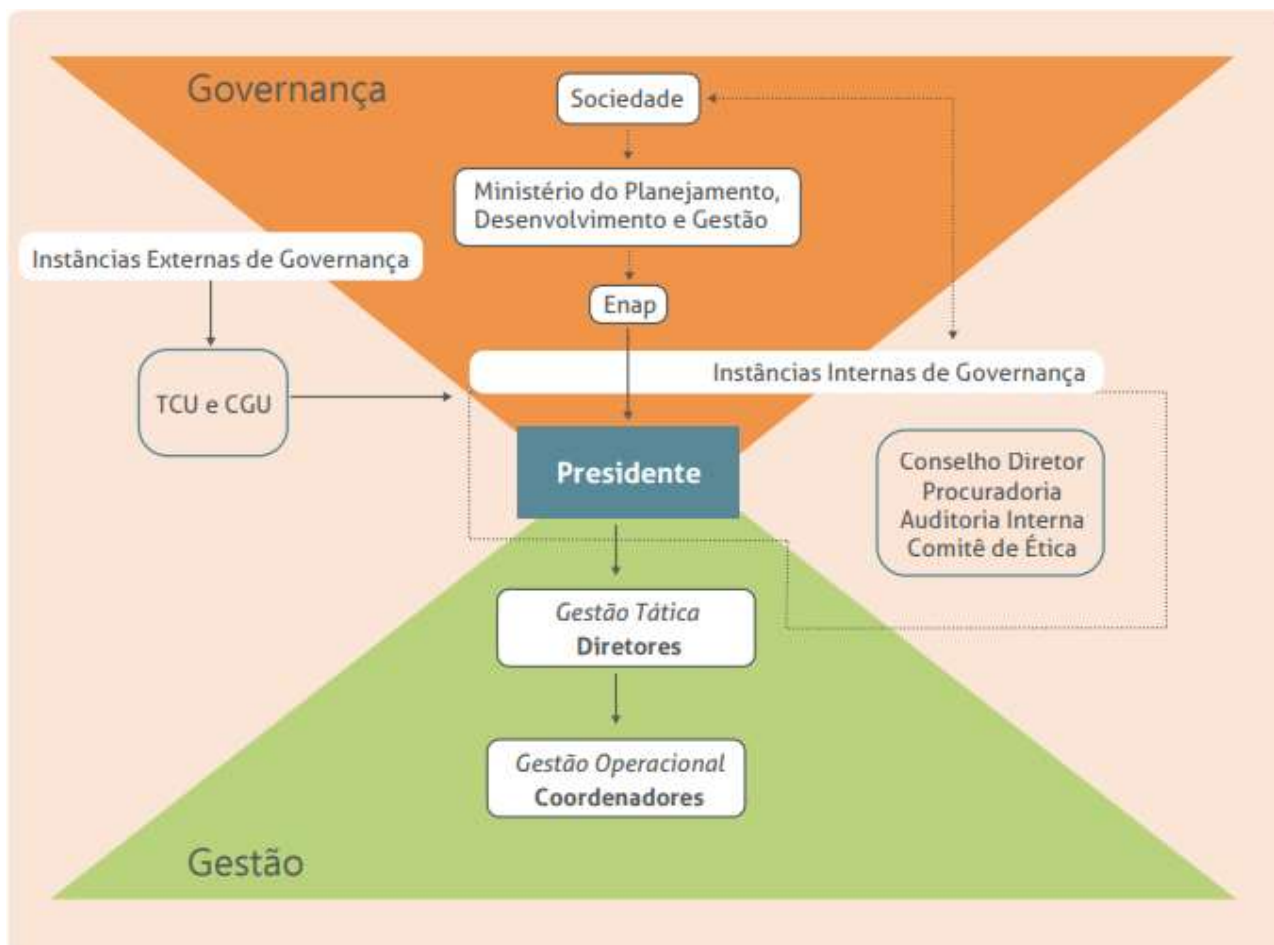 Governança
Sociedade
Ministério do Planejamento,
Desenvolvimento e Gestão
Instâncias Externas de Governança
Enap
Instâncias Internas de Governança
TCU e CGU
Presidente
Conselho Diretor
Procuradoria
Auditoria Interna
Comitê de Ética
Gestão Tática
Diretores
Gestão Operacional
Coordenadores
Gestão